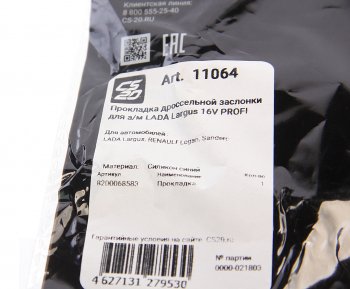 Клиентская линия:
8 800 555-25-40
CS-20.RU
EAC
CS
20
Art. 11064
Прокладка дроссельной заслонки
для а/м LADA Largus 16V PROFI
Для автомобилей
LADA Largus, RENAULT Logan, Sandero
Материал: Силикон синий
Артикул Наименование Кол-во
8200068583 Прокладка 1
Гарантийные условия на сайте CS20.ru
№ партии
0000-021803
4 627131 279530